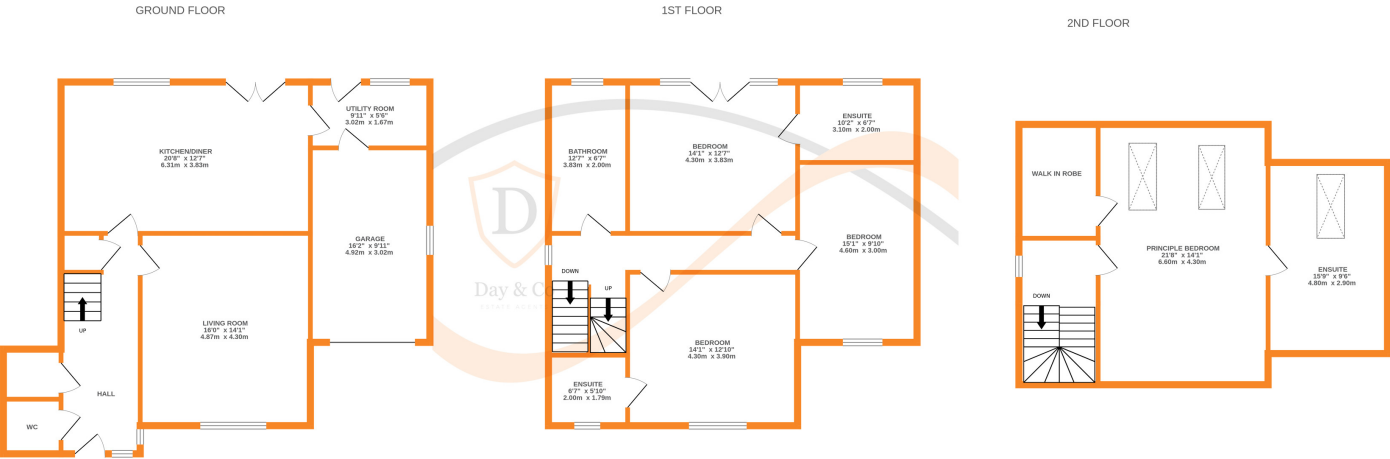 GROUND FLOOR
KITCHEN/DINER
20'8" x 12'7"
6.31m x 3.83m
UTILITY ROOM
9'11" x 5'6"
3.02m x 1.67m
GARAGE
16'2" x 9'11"
4.92m x 3.02m
LIVING ROOM
16'0" x 14'1"
4.87m x 4.30m
UP
HALL
WC
1ST FLOOR
BATHROOM
12'7" x 6'7"
3.83m x 2.00m
BEDROOM
14'1" x 12'7"
4.30m x 3.83m
ENSUITE
10'2" x 6'7"
3.10m x 2.00m
BEDROOM
15'1" x 9'10"
4.60m x 3.00m
DOWN
UP
BEDROOM
14'1" x 12'10"
4.30m x 3.90m
ENSUITE
6'7" x 5'10"
2.00m x 1.79m
D
Day & C
2ND FLOOR
WALK IN ROBE
PRINCIPLE BEDROOM
21'8" x 14'1"
6.60m x 4.30m
ENSUITE
15'9" x 9'6"
4.80m x 2.90m
DOWN